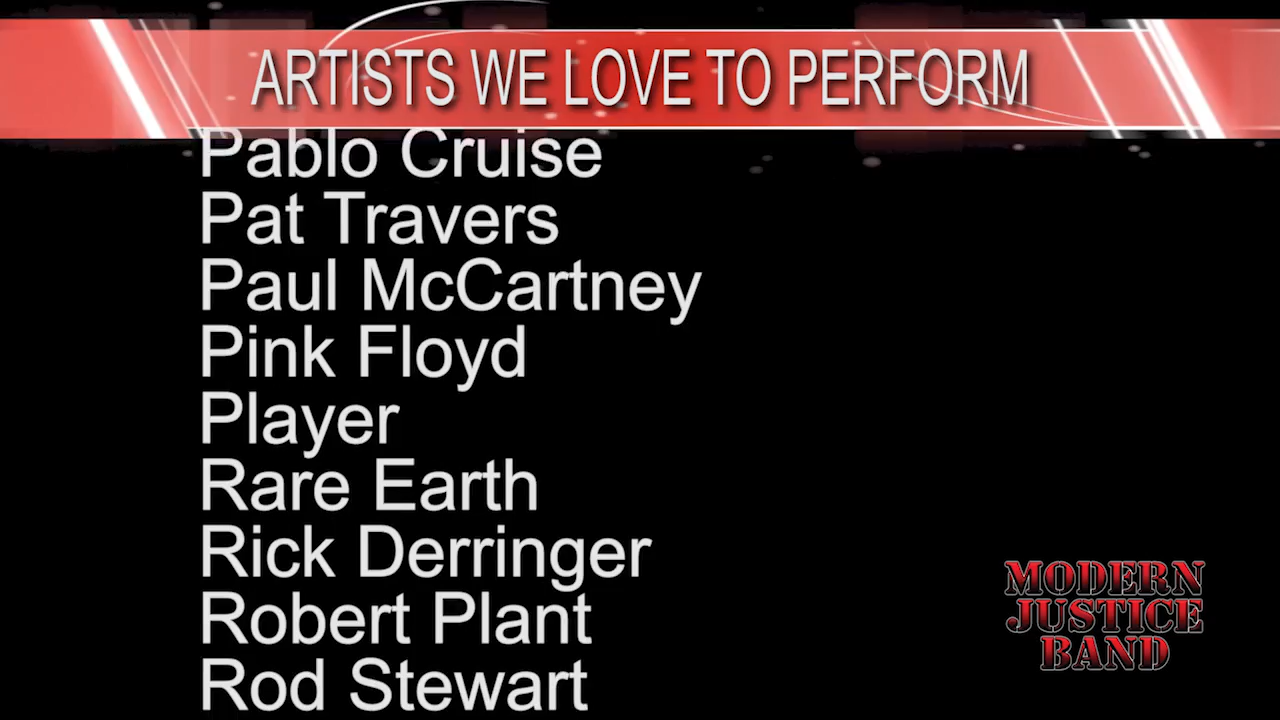 ARTISTS WE LOVE TO PERFORM
Pablo Cruise
Pat Travers
Paul McCartney
Pink Floyd
Player
Rare Earth
Rick Derringer
Robert Plant
Rod Stewart
MODERN
JUSTICE
BAND